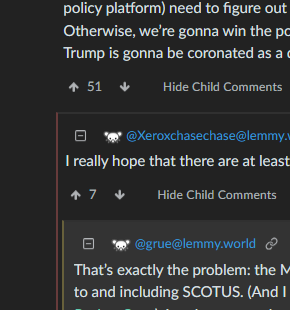 policy platform) need to figure out
Otherwise, we're gonna win the po
Trump is gonna be coronated as a
51 Hide Child Comments
@Xeroxchasechase@lemmy.
I really hope that there are at least
7 Hide Child Comments
@grue@lemmy.world
That's exactly the problem: the M
to and including SCOTUS. (And I